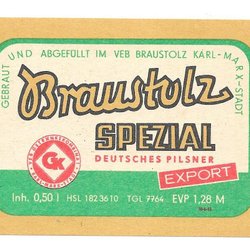 GEBRAUT UND ABGEFÜLLT IM VEB BRAUSTOLZ KARL-MARX-STADT
Braustolz
SPEZIAL
DEUTSCHES PILSNER
EXPORT
GK
Inh. 0,50 l HSL 1823610 TGL 7764 EVP 1,28 M